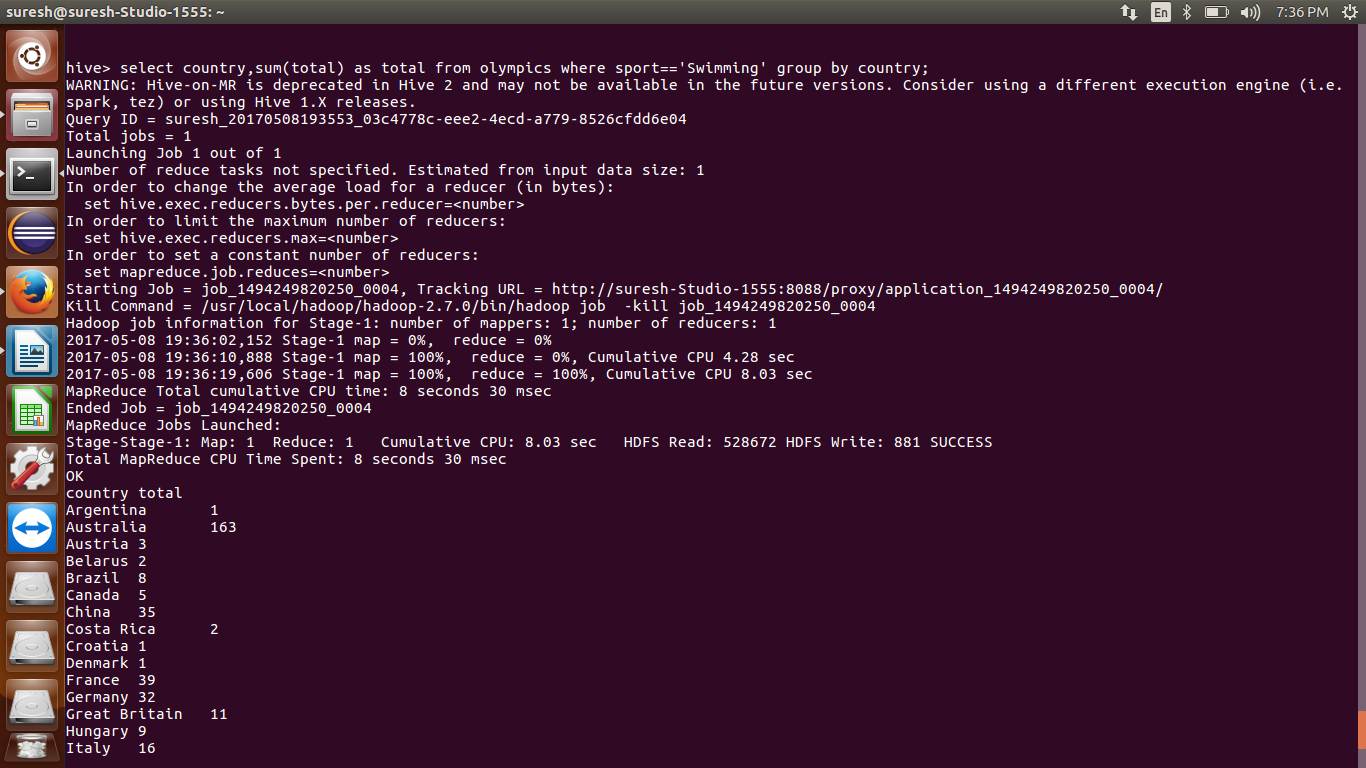 suresh@suresh-Studio-1555: ~
En
7:36 PM
hive> select country,sum(total) as total from olympics where sport=='Swimming' group by country;
WARNING: Hive-on-MR is deprecated in Hive 2 and may not be available in the future versions. Consider using a different execution engine (i.e.
spark, tez) or using Hive 1.X releases.
Query ID = suresh_20170508193553_03c4778c-eee2-4ecd-a779-8526cfdd6e04
Total jobs = 1
Launching Job 1 out of 1
Number of reduce tasks not specified. Estimated from input data size: 1
In order to change the average load for a reducer (in bytes):
  set hive.exec.reducers.bytes.per.reducer=<number>
In order to limit the maximum number of reducers:
  set hive.exec.reducers.max=<number>
In order to set a constant number of reducers:
  set mapreduce.job.reduces=<number>
Starting Job = job_1494249820250_0004, Tracking URL = http://suresh-Studio-1555:8088/proxy/application_1494249820250_0004/
Kill Command = /usr/local/hadoop/hadoop-2.7.0/bin/hadoop job  -kill job_1494249820250_0004
Hadoop job information for Stage-1: number of mappers: 1; number of reducers: 1
2017-05-08 19:36:02,152 Stage-1 map = 0%,  reduce = 0%
2017-05-08 19:36:10,888 Stage-1 map = 100%,  reduce = 0%, Cumulative CPU 4.28 sec
2017-05-08 19:36:19,606 Stage-1 map = 100%,  reduce = 100%, Cumulative CPU 8.03 sec
MapReduce Total cumulative CPU time: 8 seconds 30 msec
Ended Job = job_1494249820250_0004
MapReduce Jobs Launched:
Stage-Stage-1: Map: 1  Reduce: 1   Cumulative CPU: 8.03 sec   HDFS Read: 528672 HDFS Write: 881 SUCCESS
Total MapReduce CPU Time Spent: 8 seconds 30 msec
OK
country total
Argentina       1
Australia       163
Austria 3
Belarus 2
Brazil  8
Canada  5
China   35
Costa Rica      2
Croatia 1
Denmark 1
France  39
Germany 32
Great Britain   11
Hungary 9
Italy   16